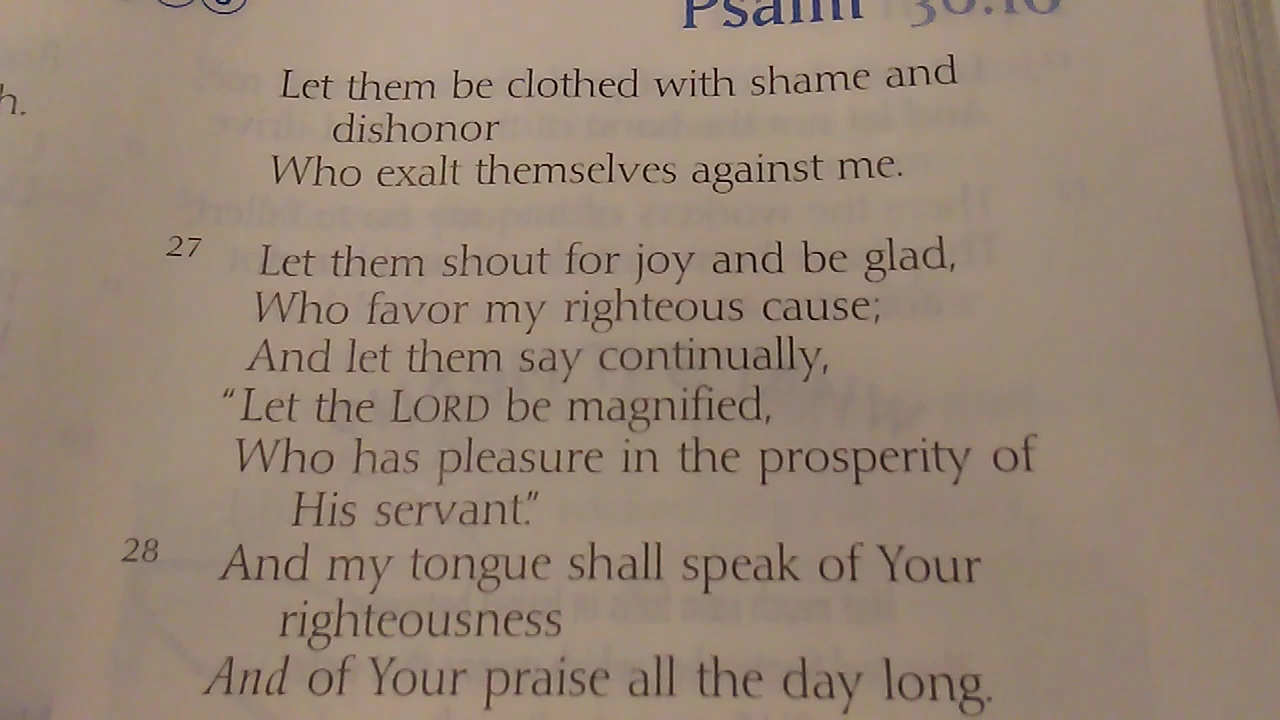 Psalm
h.
Let them be clothed with shame and
dishonor
Who exalt themselves against me.
27 Let them shout for joy and be glad,
Who favor my righteous cause;
And let them say continually,
“Let the LORD be magnified,
Who has pleasure in the prosperity of
His servant.”
28 And my tongue shall speak of Your
righteousness
And of Your praise all the day long.